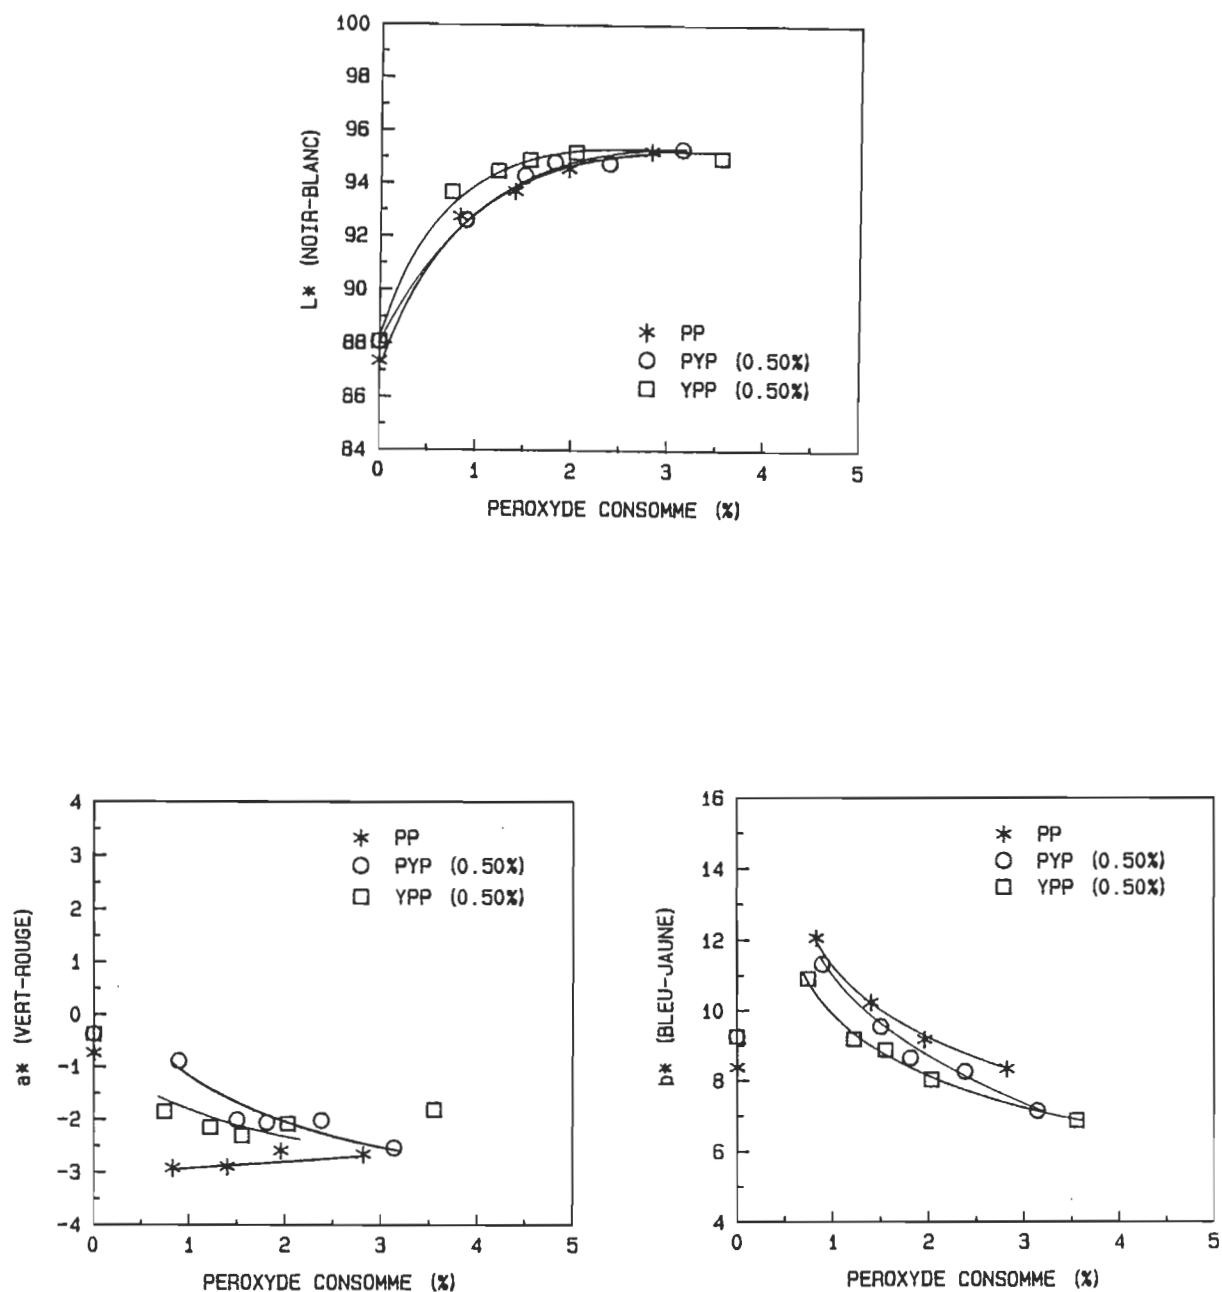 100
98
96
94
92
90
88
86
84
L* (NOIR-BLANC)
* PP
○ PYP (0.50%)
□ YPP (0.50%)
0 1 2 3 4 5
PEROXYDE CONSOMME (%)
4
3
2
1
0
-1
-2
-3
-4
a* (VERT-ROUGE)
* PP
○ PYP (0.50%)
□ YPP (0.50%)
0 1 2 3 4 5
PEROXYDE CONSOMME (%)
16
14
12
10
8
6
4
b* (BLEU-JAUNE)
* PP
○ PYP (0.50%)
□ YPP (0.50%)
0 1 2 3 4 5
PEROXYDE CONSOMME (%)